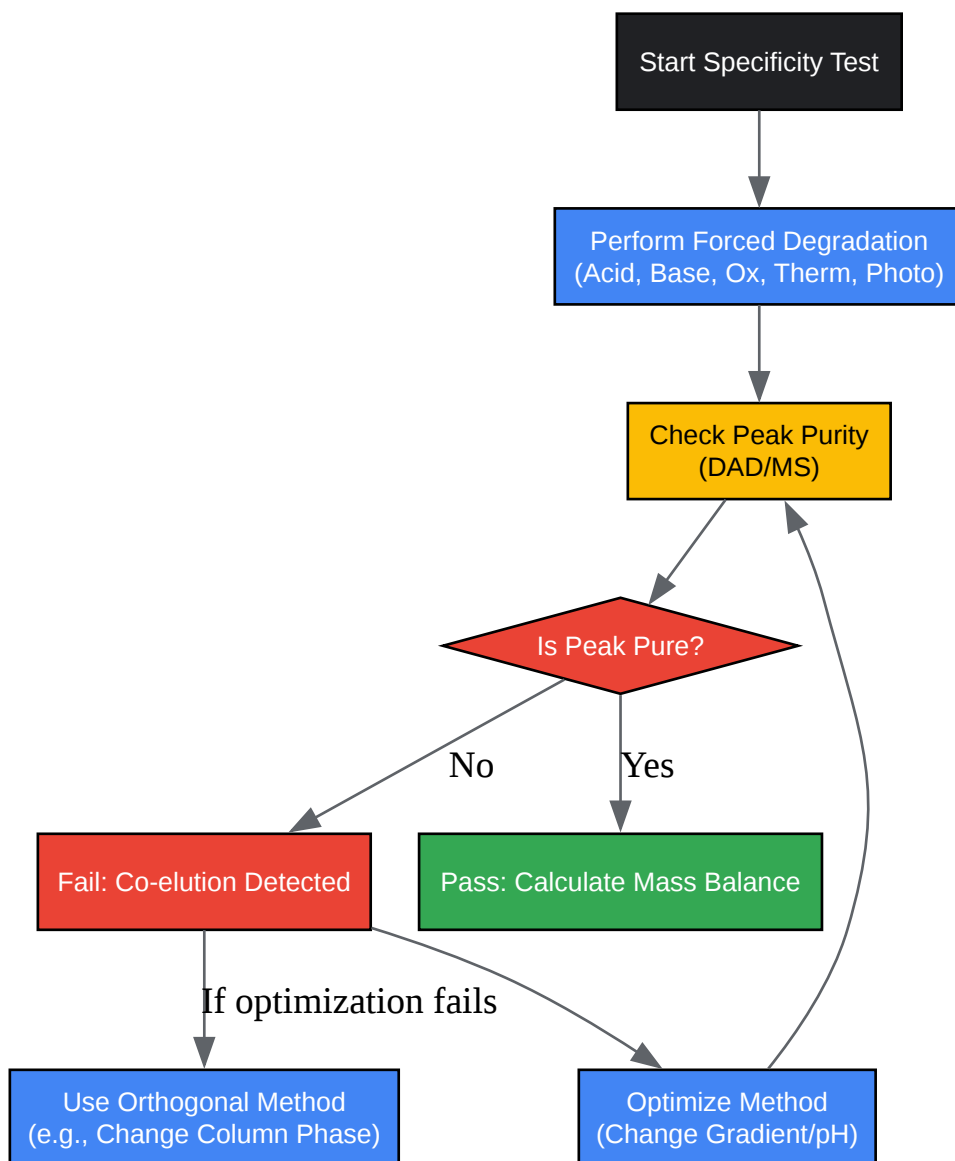 Start Specificity Test
Perform Forced Degradation
(Acid, Base, Ox, Therm, Photo)
Check Peak Purity
(DAD/MS)
Is Peak Pure?
No
Yes
Fail: Co-elution Detected
Pass: Calculate Mass Balance
If optimization fails
Use Orthogonal Method
(e.g., Change Column Phase)
Optimize Method
(Change Gradient/pH)